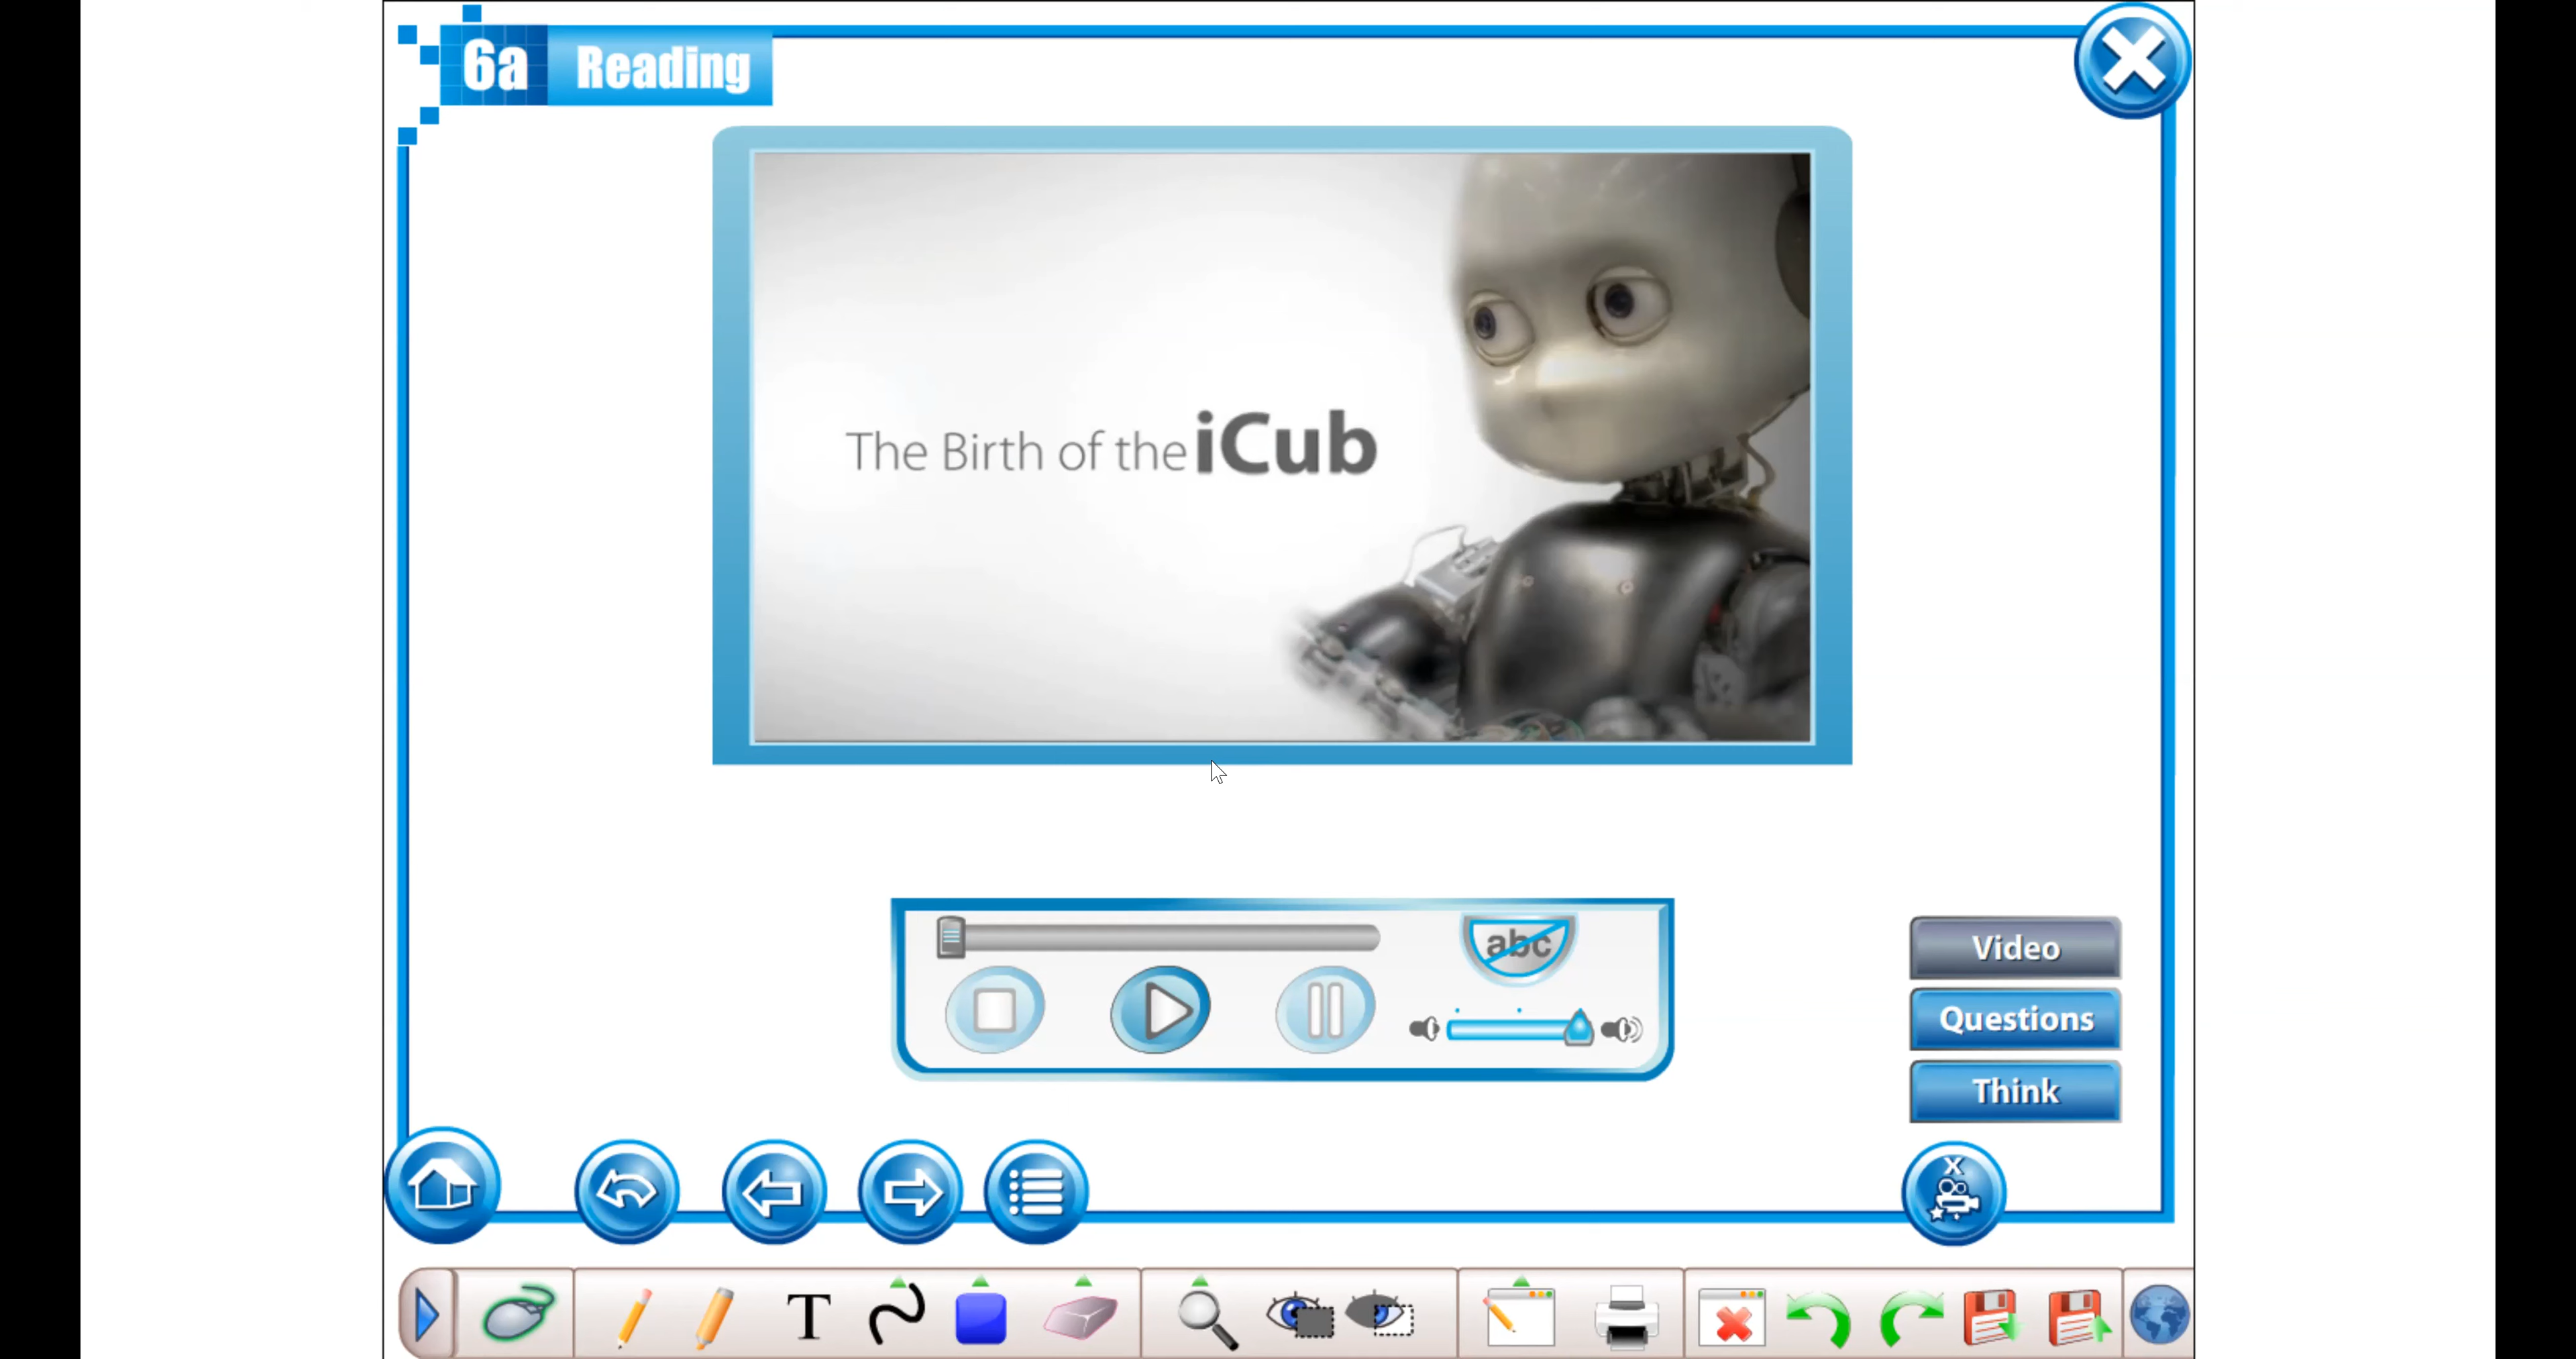 6a Reading
The Birth of the iCub
abc
Video
Questions
Think
X
T